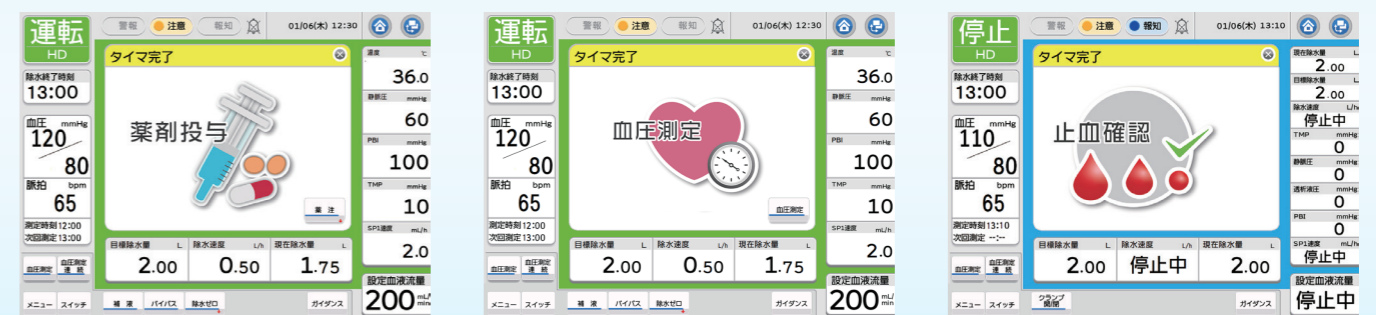 運転
HD
警報
注意
報知
01/06(木) 12:30
除水終了時刻
13:00
血圧 mmHg
120
80
脈拍 bpm
65
測定時刻12:00
次回測定13:00
血圧測定
血圧測定
連続
メニュー スイッチ
タイマ完了
薬剤投与
薬 注
目標除水量 L
2.00
除水速度 L/h
0.50
現在除水量 L
1.75
補 液 バイパス 除水ゼロ ガイダンス
温度 ℃
36.0
静脈圧 mmHg
60
PBI mmHg
100
TMP mmHg
10
SP1速度 mL/h
2.0
設定血液流量
200 mL/min
運転
HD
警報
注意
報知
01/06(木) 12:30
除水終了時刻
13:00
血圧 mmHg
120
80
脈拍 bpm
65
測定時刻12:00
次回測定13:00
血圧測定
血圧測定
連続
メニュー スイッチ
タイマ完了
血圧測定
血圧測定
目標除水量 L
2.00
除水速度 L/h
0.50
現在除水量 L
1.75
補 液 バイパス 除水ゼロ ガイダンス
温度 ℃
36.0
静脈圧 mmHg
60
PBI mmHg
100
TMP mmHg
10
SP1速度 mL/h
2.0
設定血液流量
200 mL/min
停止
HD
警報
注意
報知
01/06(木) 13:10
除水終了時刻
13:00
血圧 mmHg
110
80
脈拍 bpm
65
測定時刻13:10
次回測定 --:--
血圧測定
血圧測定
連続
メニュー スイッチ
タイマ完了
止血確認
目標除水量 L
2.00
除水速度 L/h
停止中
現在除水量 L
2.00
クランプ
開/閉
ガイダンス
現在除水量 L
2.00
目標除水量 L
2.00
除水速度 L/h
停止中
TMP mmHg
0
静脈圧 mmHg
0
透析液圧 mmHg
0
PBI mmHg
0
SP1速度 mL/h
停止中
設定血液流量
停止中